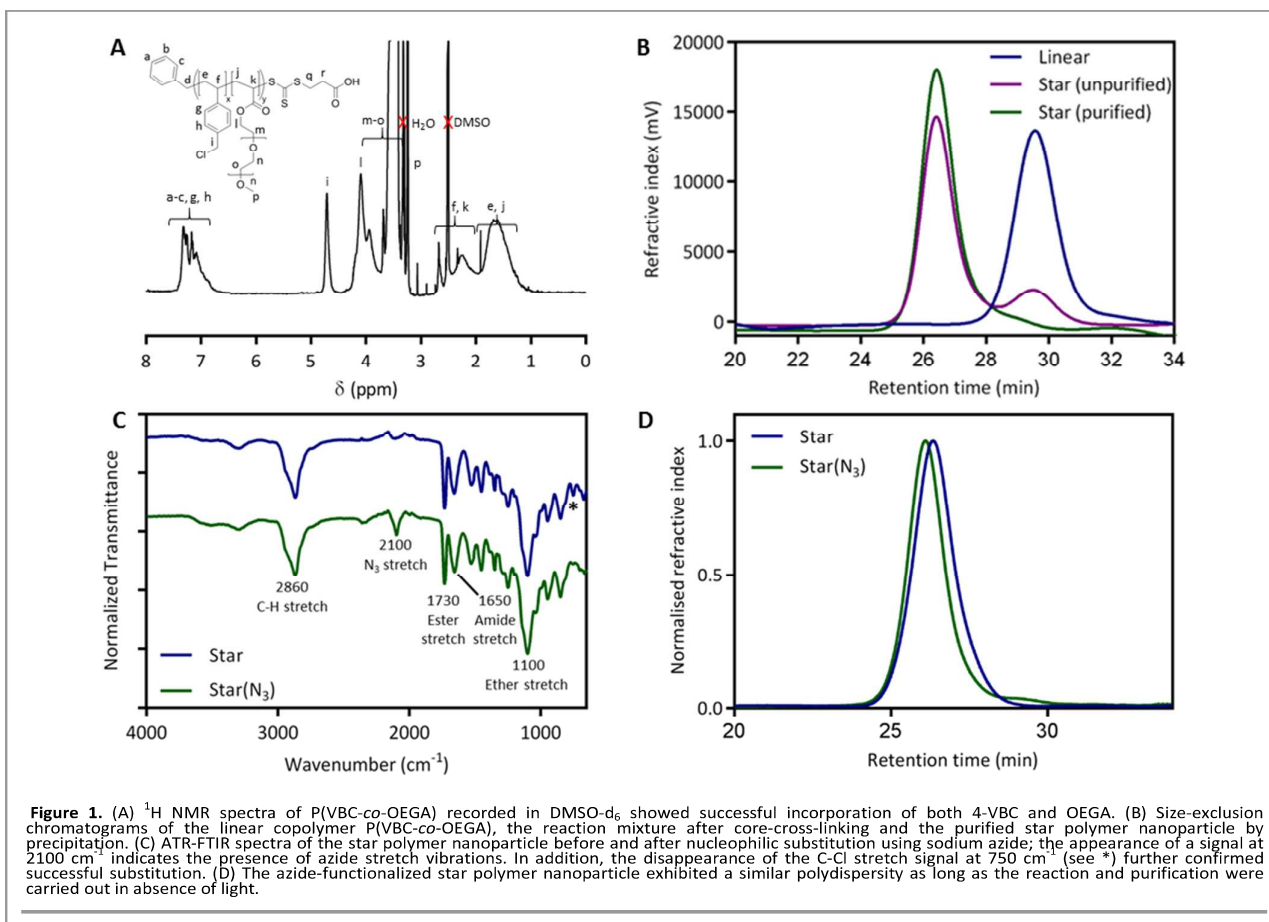 A
b
a
c
e
j
d
f
k
x
y
S
S
S
q
r
O
OH
g
h
i
Cl
O
O
l
m
O
n
o
n
O
p
a-c, g, h
i
l
m-o
H₂O
p
DMSO
f, k
e, j
8 7 6 5 4 3 2 1 0
δ (ppm)
B
20000
15000
10000
5000
0
Refractive index (mV)
Linear
Star (unpurified)
Star (purified)
20 22 24 26 28 30 32 34
Retention time (min)
C
Normalized Transmittance
2860
C-H stretch
2100
N₃ stretch
1730
Ester
stretch
1650
Amide
stretch
1100
Ether stretch
*
Star
Star(N₃)
4000 3000 2000 1000
Wavenumber (cm⁻¹)
D
Star
Star(N₃)
1.0
0.5
0.0
Normalised refractive index
20 25 30
Retention time (min)
Figure 1. (A) ¹H NMR spectra of P(VBC-co-OEGA) recorded in DMSO-d₆ showed successful incorporation of both 4-VBC and OEGA. (B) Size-exclusion
chromatograms of the linear copolymer P(VBC-co-OEGA), the reaction mixture after core-cross-linking and the purified star polymer nanoparticle by
precipitation. (C) ATR-FTIR spectra of the star polymer nanoparticle before and after nucleophilic substitution using sodium azide; the appearance of a signal at
2100 cm⁻¹ indicates the presence of azide stretch vibrations. In addition, the disappearance of the C-Cl stretch signal at 750 cm⁻¹ (see *) further confirmed
successful substitution. (D) The azide-functionalized star polymer nanoparticle exhibited a similar polydispersity as long as the reaction and purification were
carried out in absence of light.